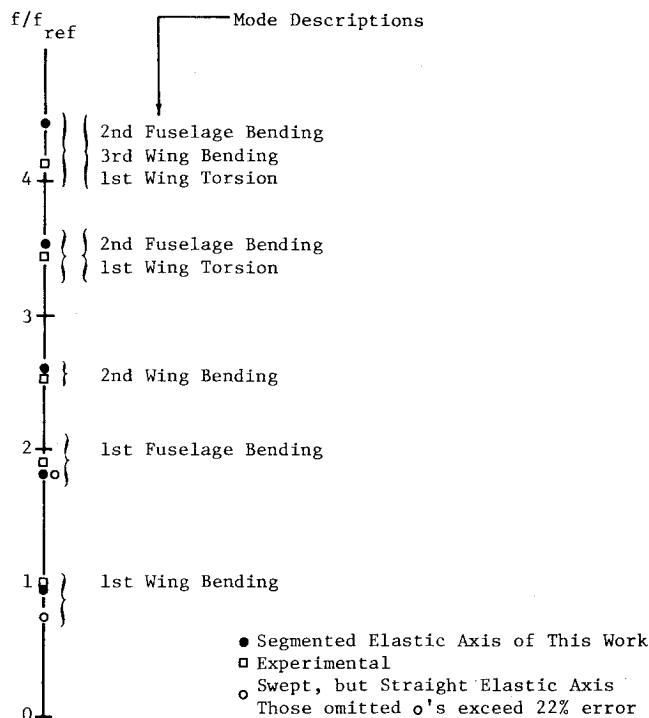 f/f ref
Mode Descriptions
2nd Fuselage Bending
3rd Wing Bending
4
1st Wing Torsion
2nd Fuselage Bending
1st Wing Torsion
3
2nd Wing Bending
2
1st Fuselage Bending
1
1st Wing Bending
● Segmented Elastic Axis of This Work
□ Experimental
○ Swept, but Straight Elastic Axis
Those omitted o's exceed 22% error
0